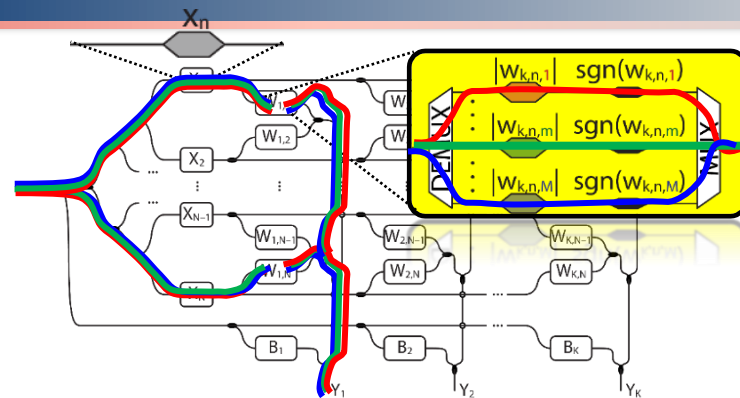 Xn
|wk,n,1| sgn(wk,n,1)
|wk,n,m| sgn(wk,n,m)
|wk,n,M| sgn(wk,n,M)
MUX
W1,2
X2
...
XN-1
W1,N-1
W2,N-1
WK,N-1
W1,N
W2,N
WK,N
...
...
B1
B2
BK
Y1
Y2
YK